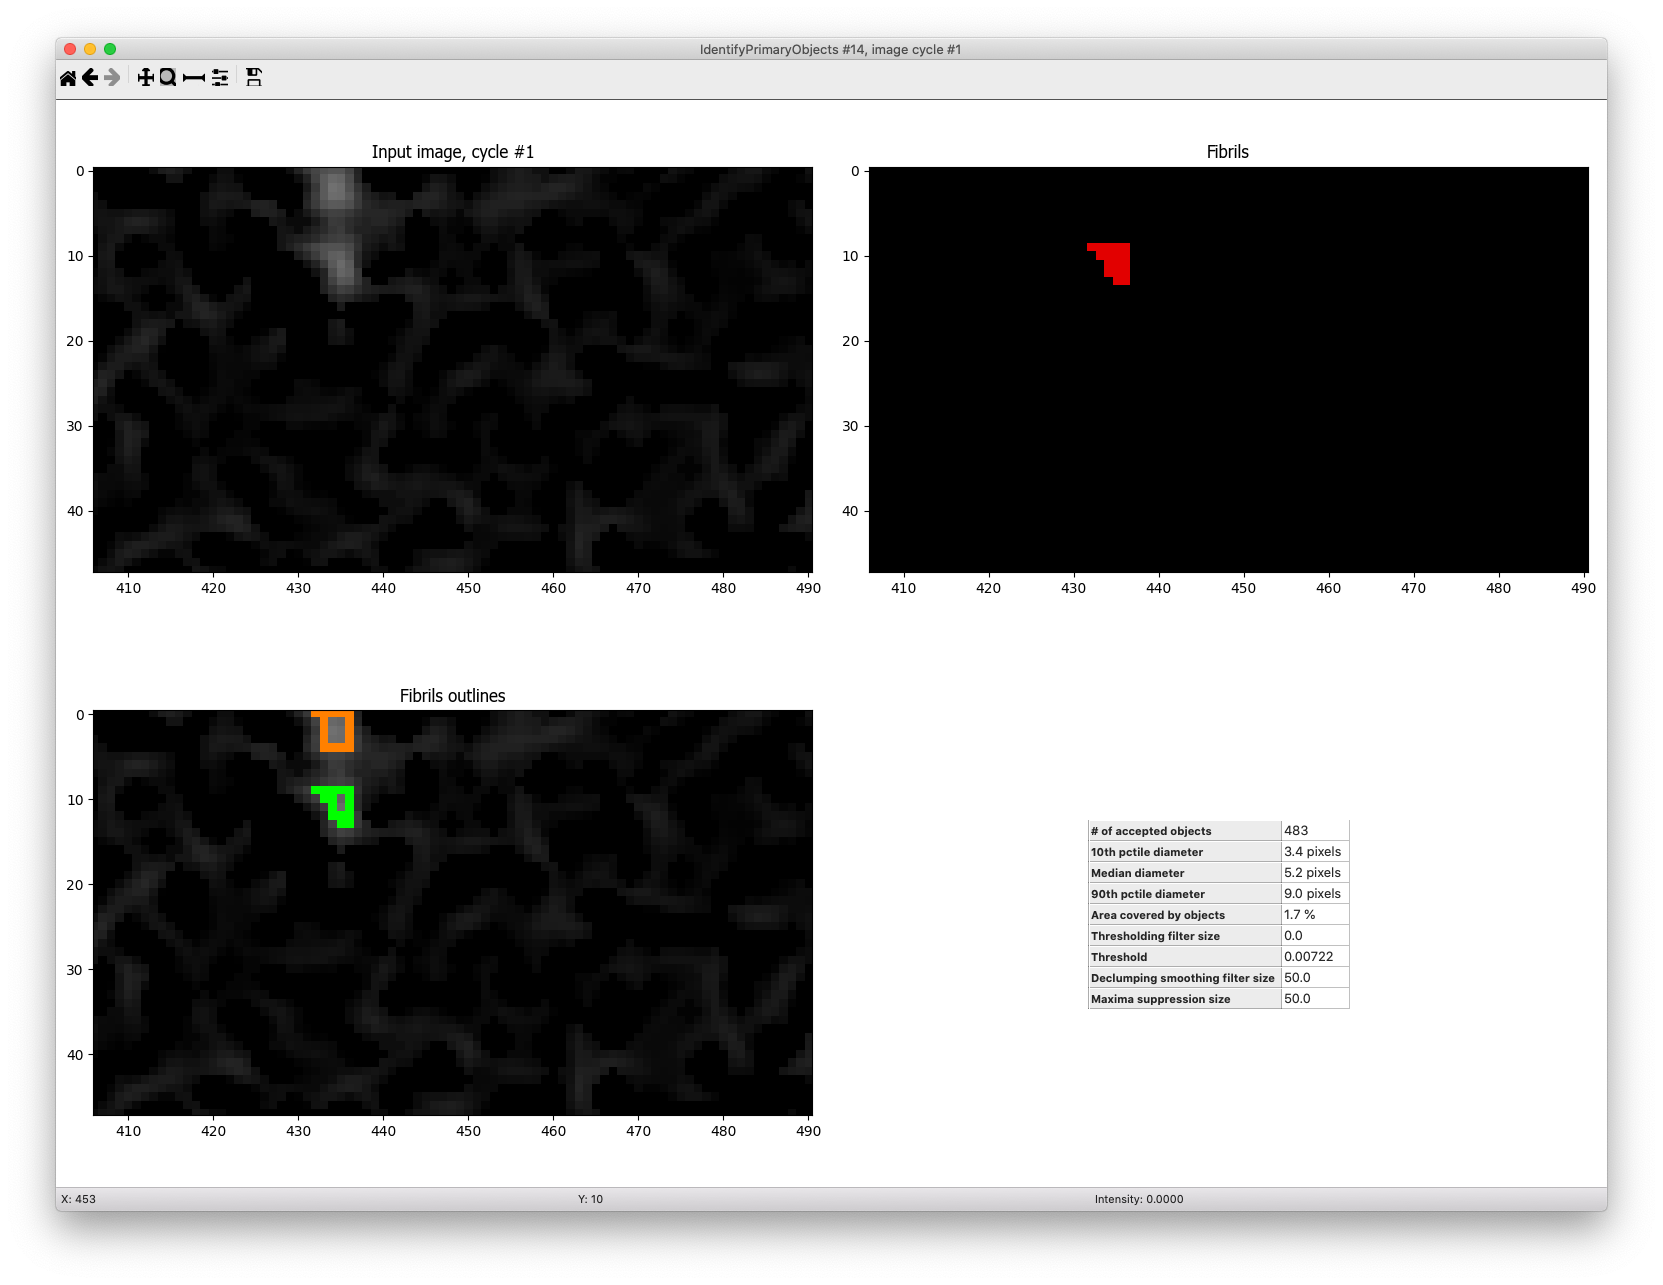 IdentifyPrimaryObjects #14, image cycle #1
Input image, cycle #1
0
10
20
30
40
410 420 430 440 450 460 470 480 490
Fibrils
0
10
20
30
40
410 420 430 440 450 460 470 480 490
Fibrils outlines
0
10
20
30
40
410 420 430 440 450 460 470 480 490
# of accepted objects 483
10th pctile diameter 3.4 pixels
Median diameter 5.2 pixels
90th pctile diameter 9.0 pixels
Area covered by objects 1.7 %
Thresholding filter size 0.0
Threshold 0.00722
Declumping smoothing filter size 50.0
Maxima suppression size 50.0
X: 453 Y: 10 Intensity: 0.0000